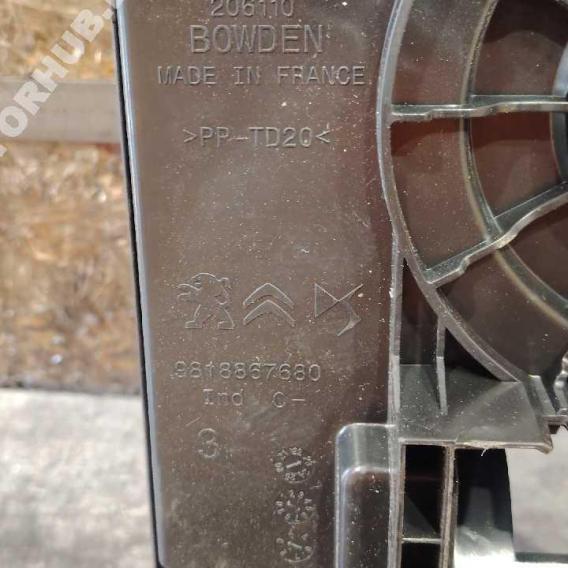 206110
BOWDEN
MADE IN FRANCE
>PP-TD20<
9818867680
Ind C-
3